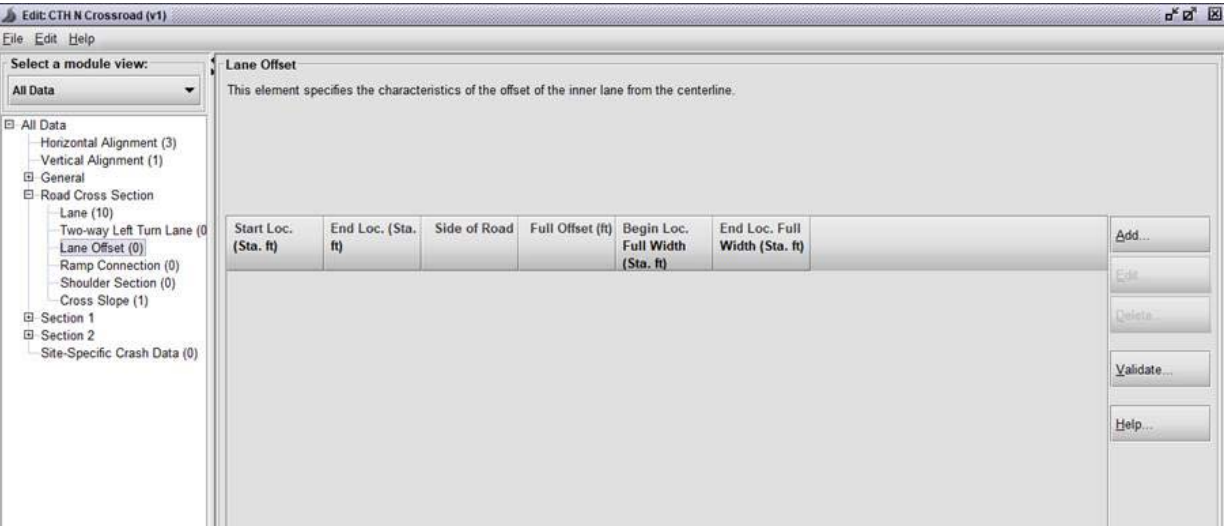 Edit: CTH N Crossroad (v1)
File Edit Help
Select a module view:
All Data
All Data
Horizontal Alignment (3)
Vertical Alignment (1)
General
Road Cross Section
Lane (10)
Two-way Left Turn Lane (0
Lane Offset (0)
Ramp Connection (0)
Shoulder Section (0)
Cross Slope (1)
Section 1
Section 2
Site-Specific Crash Data (0)
Lane Offset
This element specifies the characteristics of the offset of the inner lane from the centerline.
Start Loc. (Sta. ft)
End Loc. (Sta. ft)
Side of Road
Full Offset (ft)
Begin Loc. Full Width (Sta. ft)
End Loc. Full Width (Sta. ft)
Add...
Edit...
Delete...
Validate...
Help...